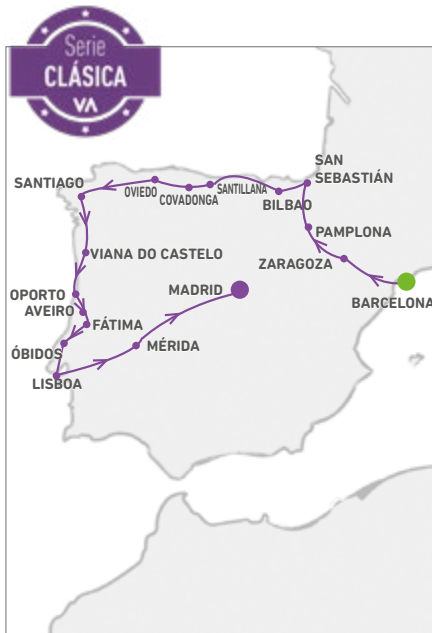 Serie
CLÁSICA
VA
SAN
SEBASTIÁN
SANTIAGO
OVIEDO
COVADONGA
SANTILLANA
BILBAO
PAMPLONA
VIANA DO CASTELO
ZARAGOZA
MADRID
BARCELONA
OPORTO
AVEIRO
FÁTIMA
MÉRIDA
ÓBIDOS
LISBOA